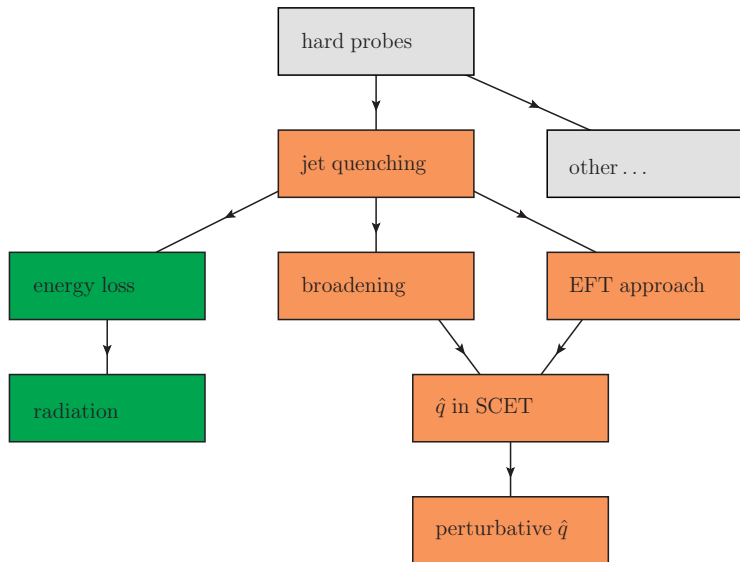 hard probes
jet quenching
other . . .
energy loss
broadening
EFT approach
radiation
q̂ in SCET
perturbative q̂